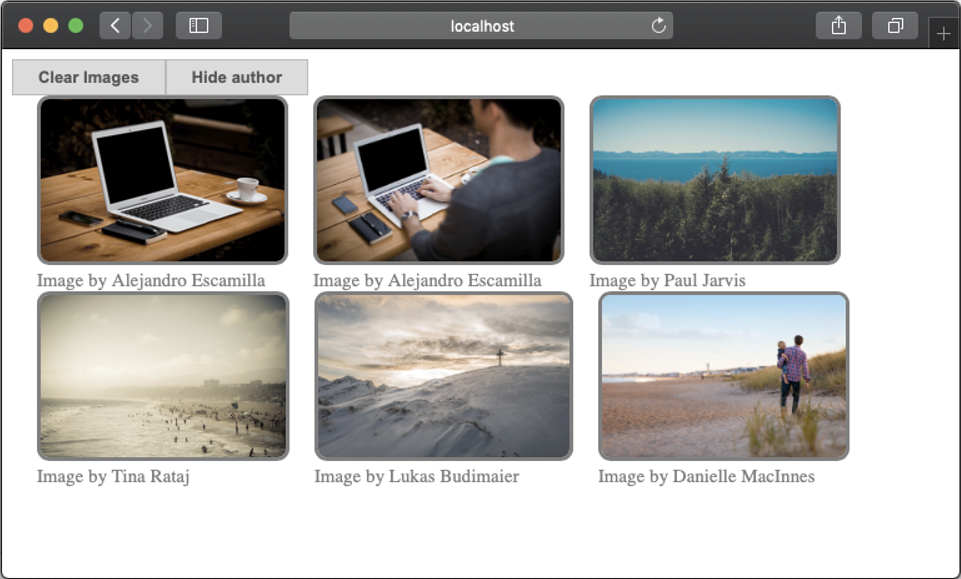 localhost
Clear Images Hide author
Image by Alejandro Escamilla Image by Alejandro Escamilla Image by Paul Jarvis
Image by Tina Rataj Image by Lukas Budimaier Image by Danielle MacInnes